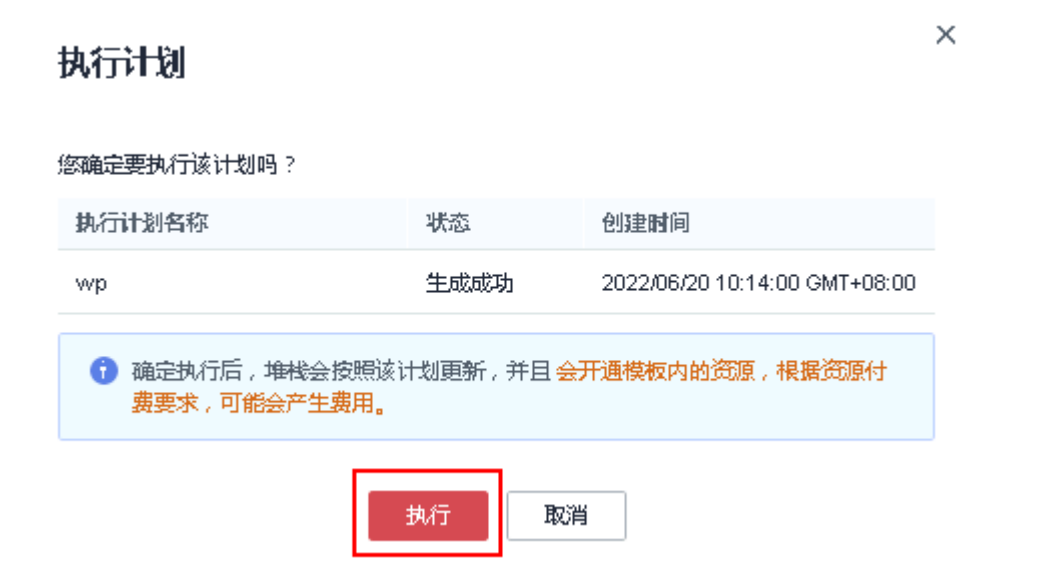 执行计划
您确定要执行该计划吗？
执行计划名称 状态 创建时间
wp 生成成功 2022/06/20 10:14:00 GMT+08:00
确定执行后，堆栈会按照该计划更新，并且会开通模板内的资源，根据资源付
费要求，可能会产生费用。
执行 取消